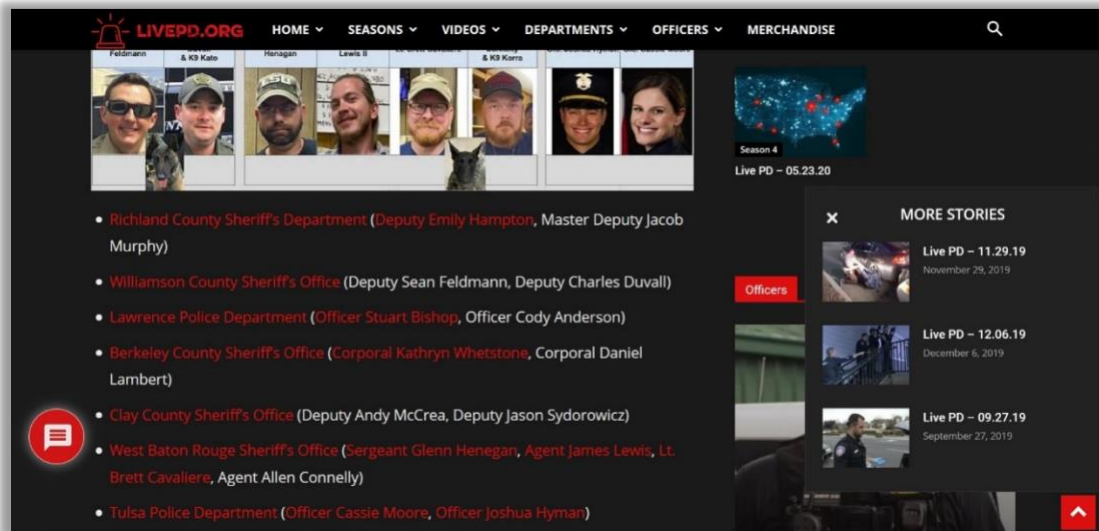 LIVEPD.ORG HOME SEASONS VIDEOS DEPARTMENTS OFFICERS MERCHANDISE
Feldmann
& K9 Kato
Henagan
Lewis II
& K9 Korra
Season 4
Live PD – 05.23.20
• Richland County Sheriff's Department (Deputy Emily Hampton, Master Deputy Jacob
Murphy)
• Williamson County Sheriff's Office (Deputy Sean Feldmann, Deputy Charles Duvall)
• Lawrence Police Department (Officer Stuart Bishop, Officer Cody Anderson)
• Berkeley County Sheriff's Office (Corporal Kathryn Whetstone, Corporal Daniel
Lambert)
• Clay County Sheriff's Office (Deputy Andy McCrea, Deputy Jason Sydorowicz)
• West Baton Rouge Sheriff's Office (Sergeant Glenn Henegan, Agent James Lewis, Lt.
Brett Cavaliere, Agent Allen Connelly)
• Tulsa Police Department (Officer Cassie Moore, Officer Joshua Hyman)
Officers
MORE STORIES
Live PD – 11.29.19
November 29, 2019
Live PD – 12.06.19
December 6, 2019
Live PD – 09.27.19
September 27, 2019